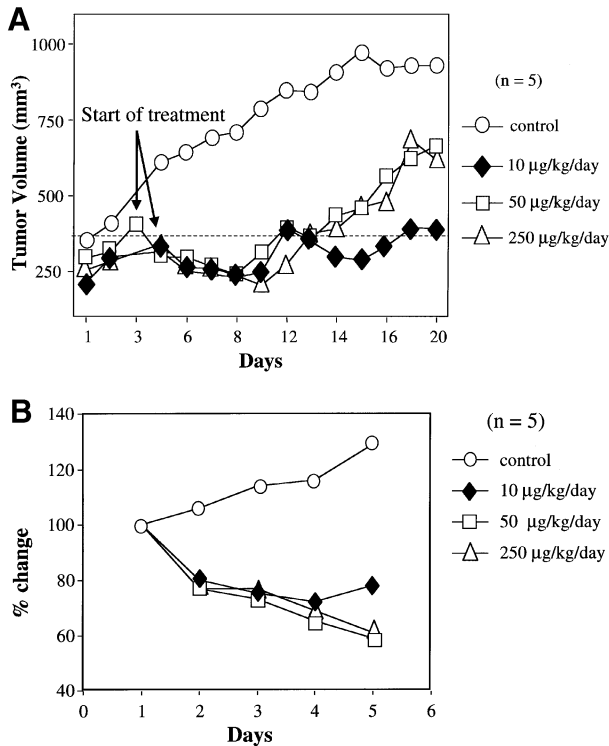 A
Tumor Volume (mm³)
1000
750
500
250
Start of treatment
1 3 6 8 12 14 16 20
Days
(n = 5)
control
10 µg/kg/day
50 µg/kg/day
250 µg/kg/day
B
% change
140
120
100
80
60
40
0 1 2 3 4 5 6
Days
(n = 5)
control
10 µg/kg/day
50 µg/kg/day
250 µg/kg/day